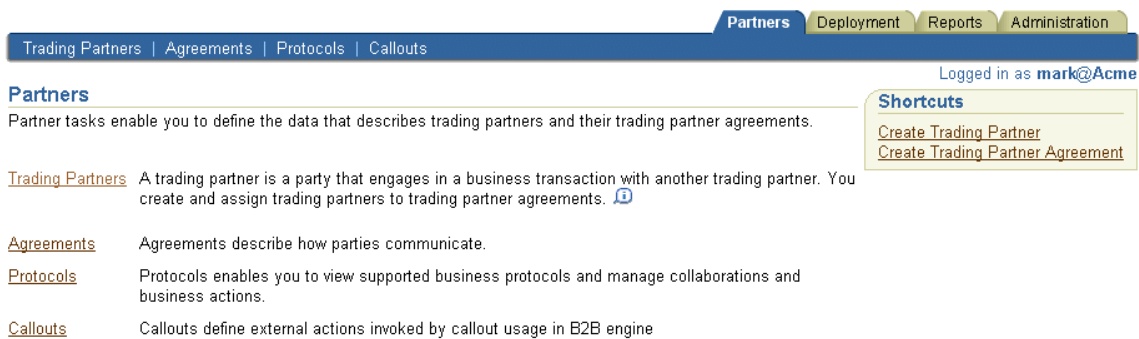 Partners Deployment Reports Administration
Trading Partners | Agreements | Protocols | Callouts
Logged in as mark@Acme
Partners
Partner tasks enable you to define the data that describes trading partners and their trading partner agreements.
Shortcuts
Create Trading Partner
Create Trading Partner Agreement
Trading Partners A trading partner is a party that engages in a business transaction with another trading partner. You
create and assign trading partners to trading partner agreements.
Agreements Agreements describe how parties communicate.
Protocols Protocols enables you to view supported business protocols and manage collaborations and
business actions.
Callouts Callouts define external actions invoked by callout usage in B2B engine